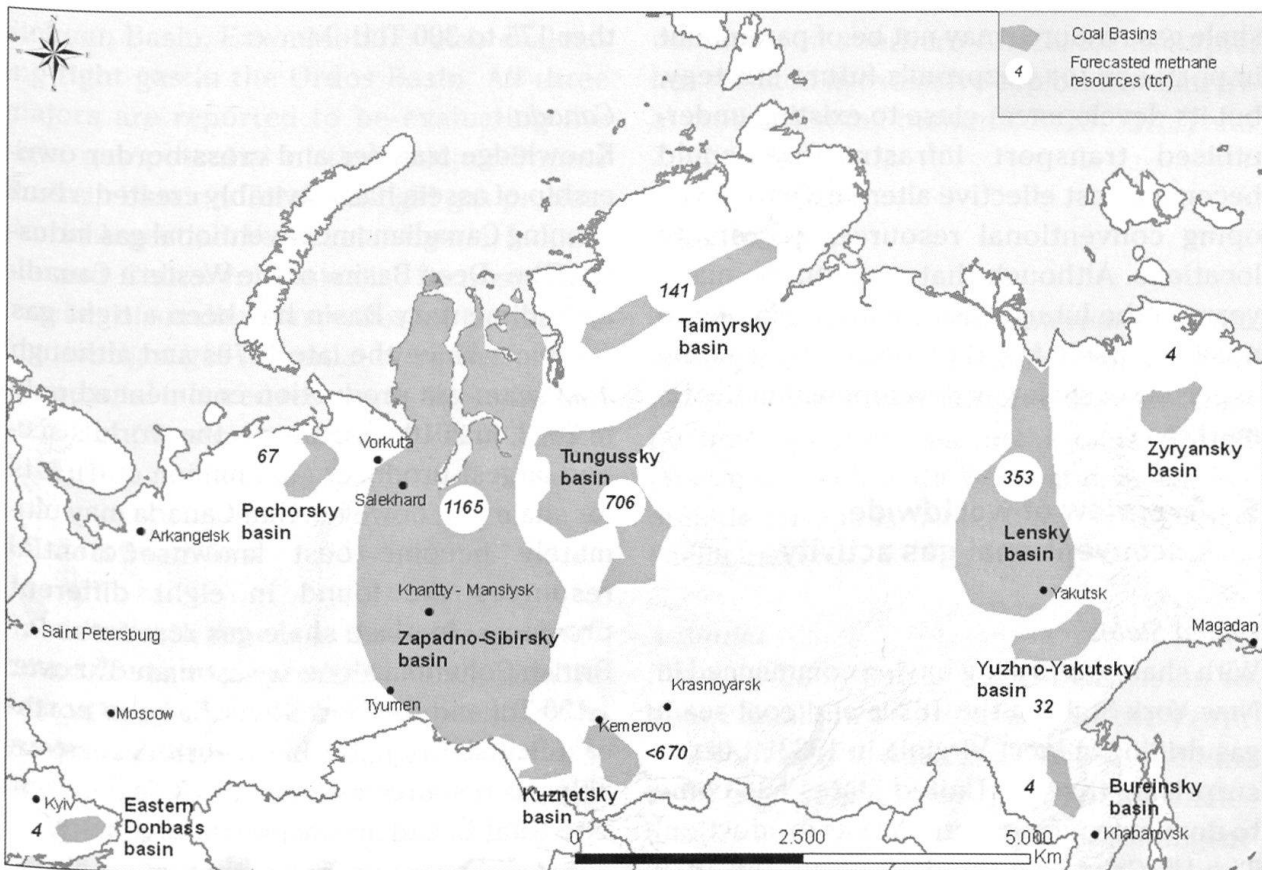 Coal Basins
4 Forecasted methane
resources (tcf)
141
Taimyrsky
basin
4
Zyryansky
basin
67
Pechorsky
basin
Vorkuta
Salekhard
1165
Tungussky
basin
706
353
Lensky
basin
Arkangelsk
Khantty - Manslysk
Yakutsk
Saint Petersburg
Zapadno-Sibirsky
basin
Magadan
Yuzhno-Yakutsky
basin
32
Moscow
Tyumen
Krasnoyarsk
Kemerovo
<670
Kuznetsky
basin
Kyiv
4
Eastern
Donbass
basin
4
Bureinsky
basin
Khabarovsk
0 2.500 5.000
Km